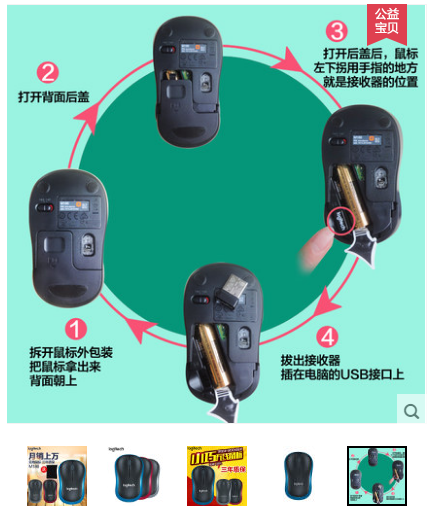 公益
宝贝
3
打开后盖后，鼠标
左下拐用手指的地方
就是接收器的位置
2
打开背面后盖
1
拆开鼠标外包装
把鼠标拿出来
背面朝上
4
拔出接收器
插在电脑的USB接口上
logitech
月销上万
logitech
logitech
三年质保